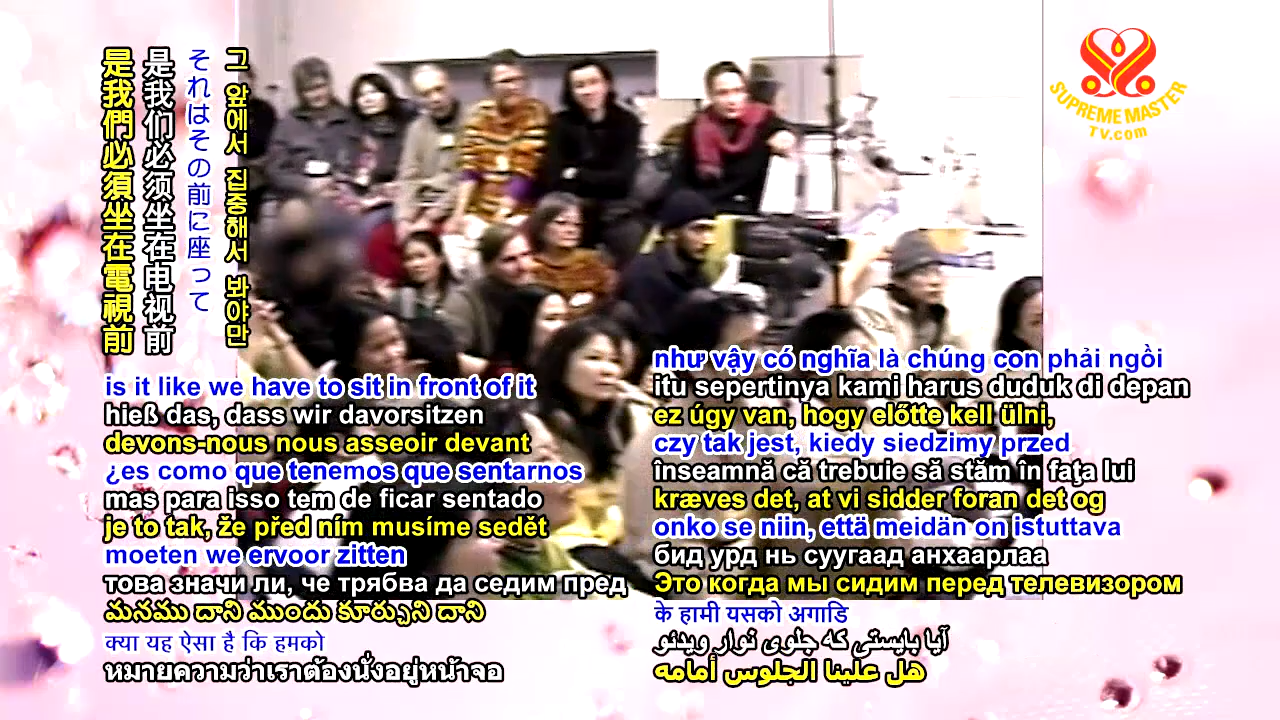 是我們必須坐在電視前
是我们必须坐在电视前
それはその前に座って
그 앞에서 집중해서 봐야만
SUPREME MASTER
TV.com
is it like we have to sit in front of it
hieß das, dass wir davorsitzen
devons-nous nous asseoir devant
¿es como que tenemos que sentarnos
mas para isso tem de ficar sentado
je to tak, že před ním musíme sedět
moeten we ervoor zitten
това значи ли, че трябва да седим пред
మనము దాని ముందు కూర్చుని దాని
क्या यह ऐसा है कि हमको
หมายความว่าเราต้องนั่งอยู่หน้าจอ
như vậy có nghĩa là chúng con phải ngồi
itu sepertinya kami harus duduk di depan
ez úgy van, hogy előtte kell ülni,
czy tak jest, kiedy siedzimy przed
înseamnă că trebuie să stăm în faţa lui
kræves det, at vi sidder foran det og
onko se niin, että meidän on istuttava
бид урд нь суугаад анхаарлаа
Это когда мы сидим перед телевизором
के हामी यसको अगाडि
آیا بایستی که جلوی نوار ویدئو
هل علينا الجلوس أمامه